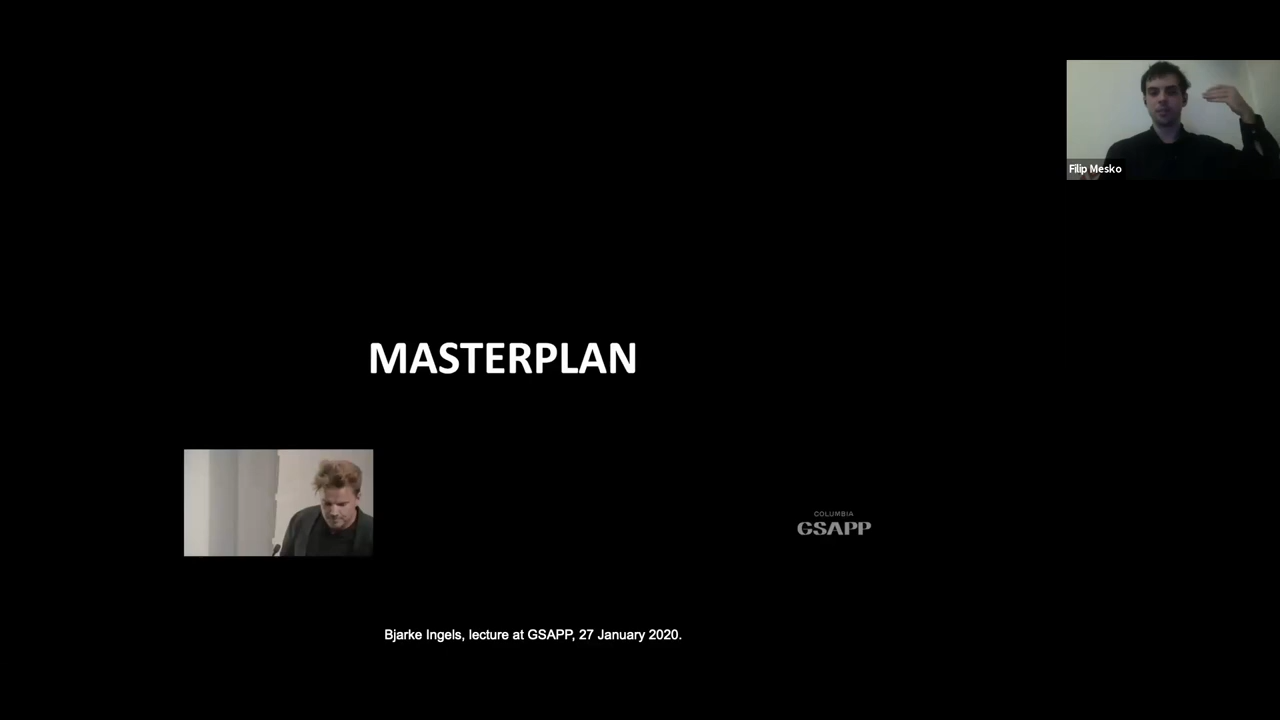 Filip Mesko
MASTERPLAN
COLUMBIA
GSAPP
Bjarke Ingels, lecture at GSAPP, 27 January 2020.